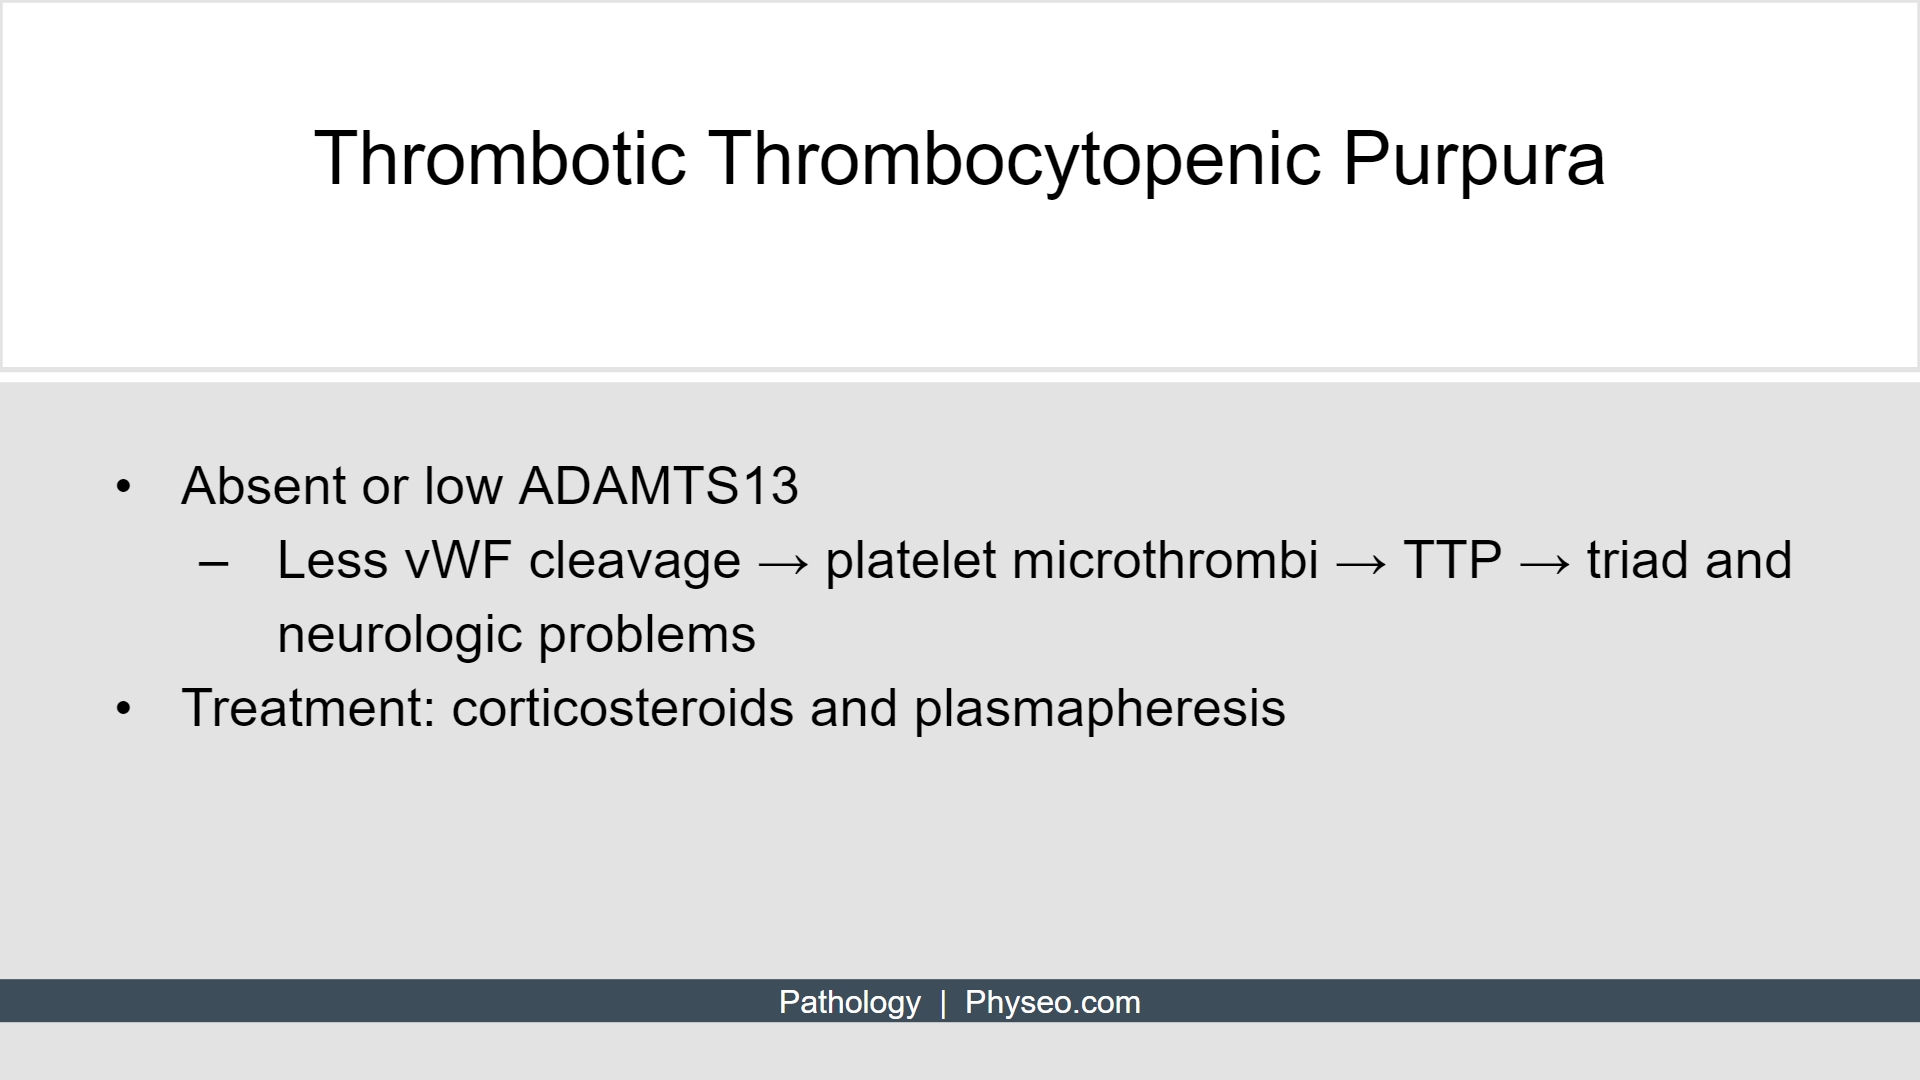 Thrombotic Thrombocytopenic Purpura
• Absent or low ADAMTS13
– Less vWF cleavage → platelet microthrombi → TTP → triad and
neurologic problems
• Treatment: corticosteroids and plasmapheresis
Pathology | Physeo.com